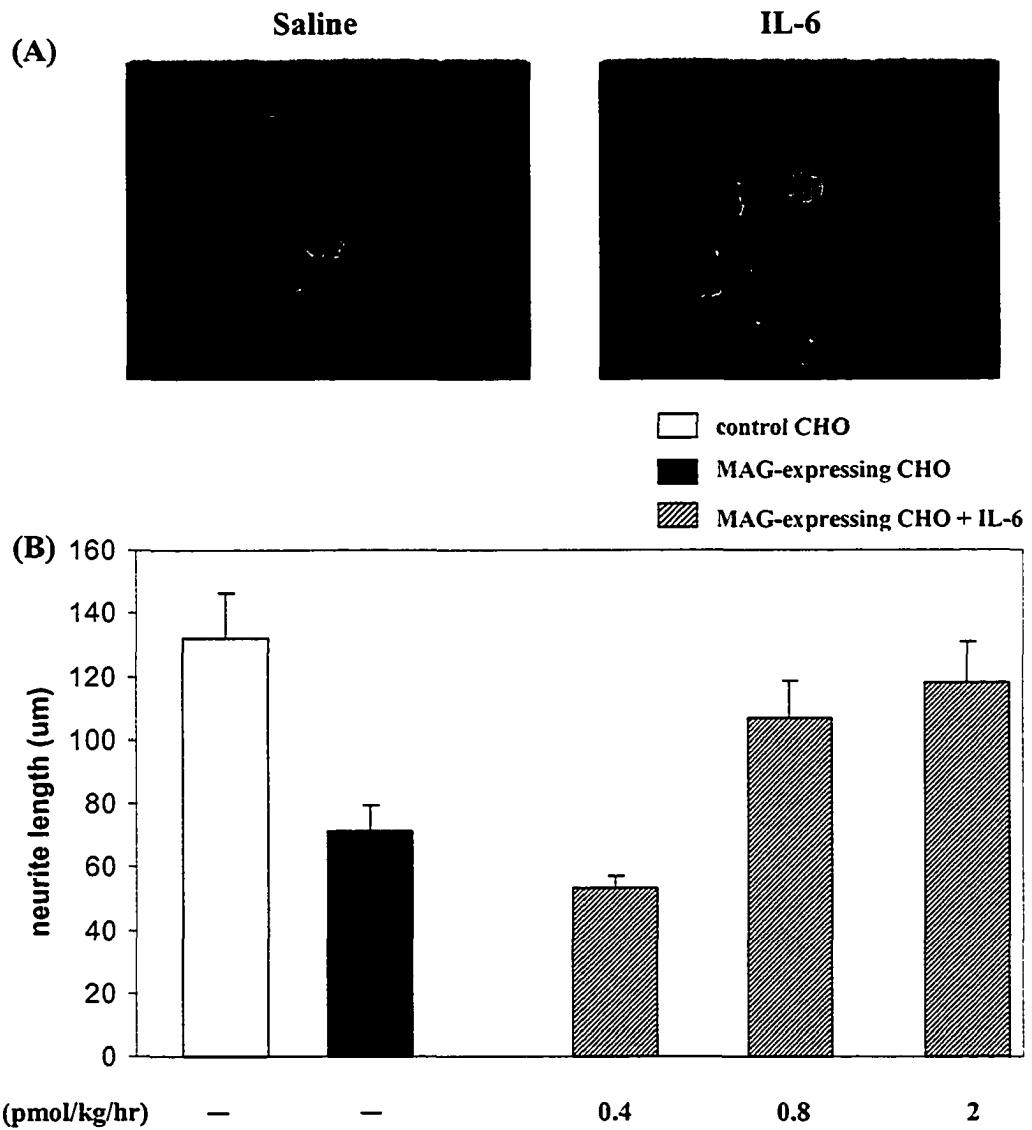 Saline IL-6
(A)
control CHO
MAG-expressing CHO
MAG-expressing CHO + IL-6
(B)
160
140
120
100
80
60
40
20
0
neurite length (um)
(pmol/kg/hr) — — 0.4 0.8 2